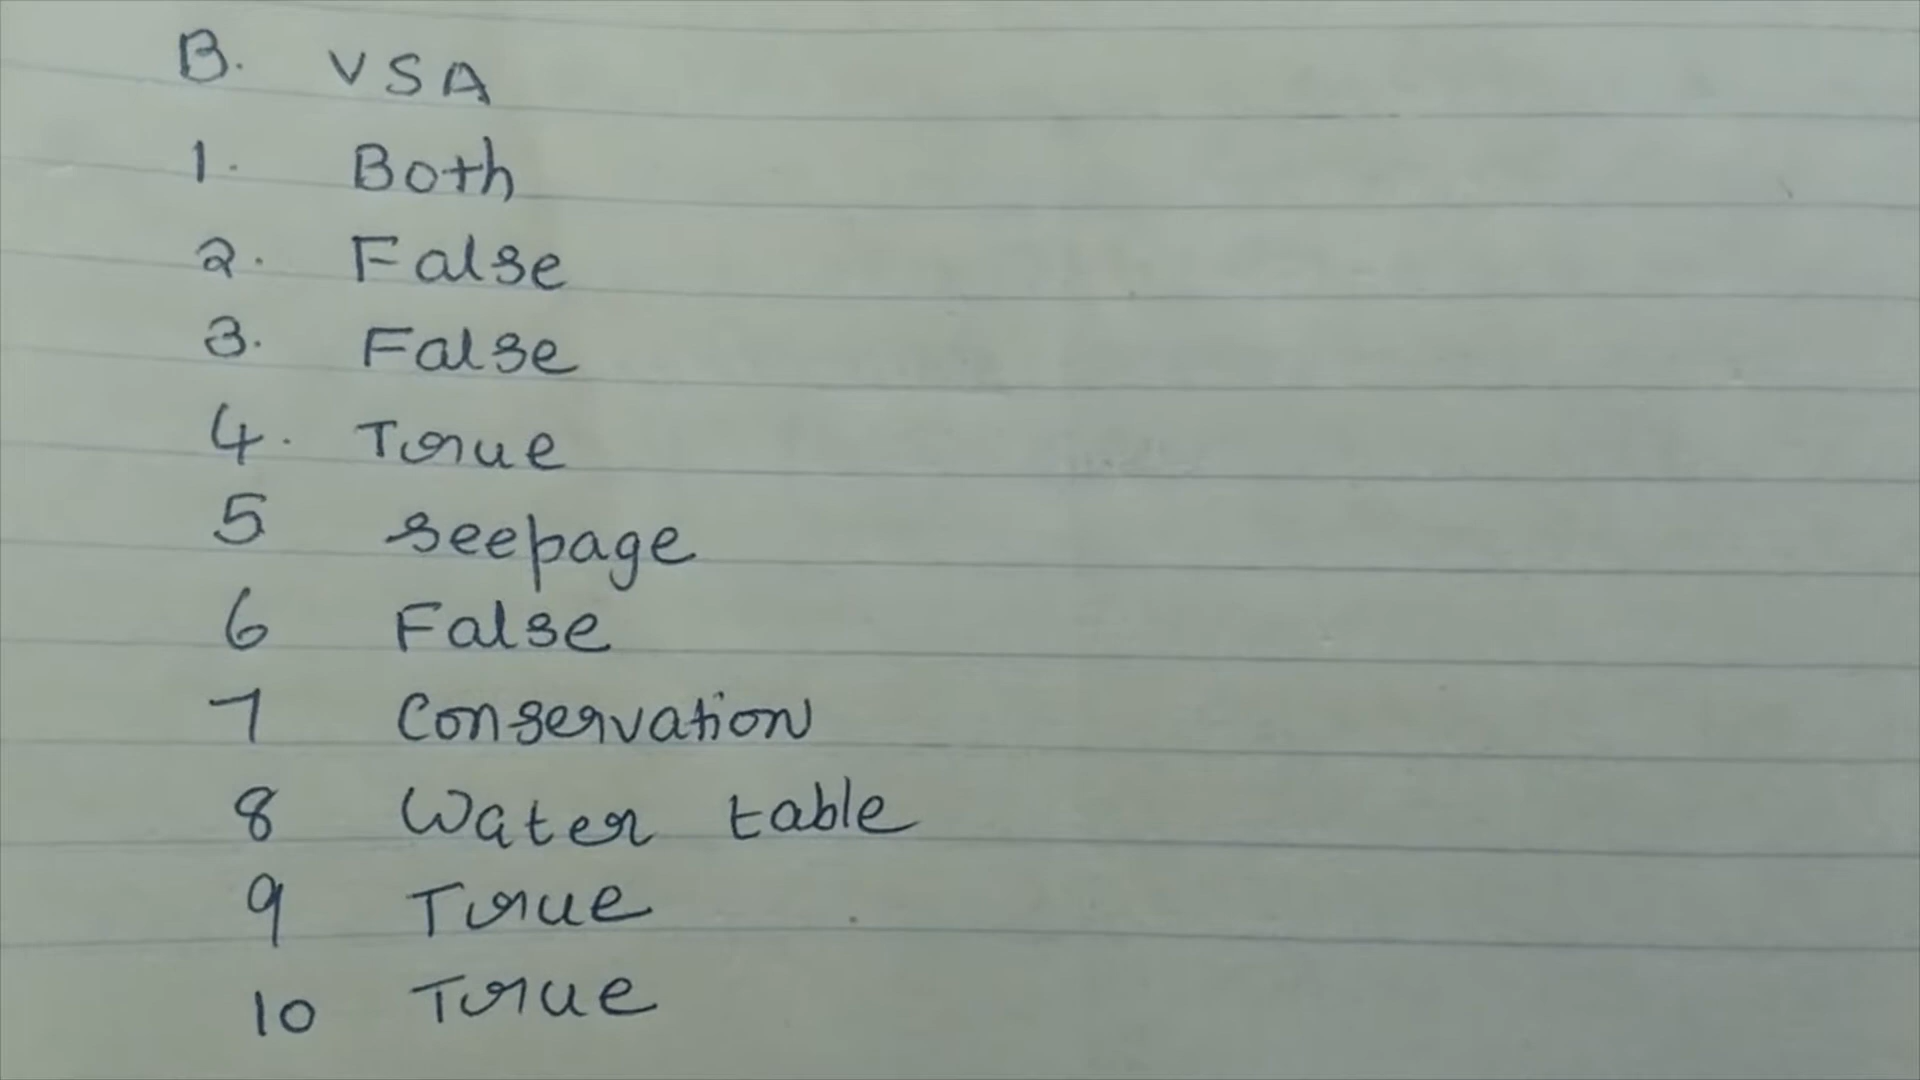 B. VSA
1. Both
2. False
3. False
4. True
5 seepage
6 False
7 Conservation
8 Water table
9 True
10 True